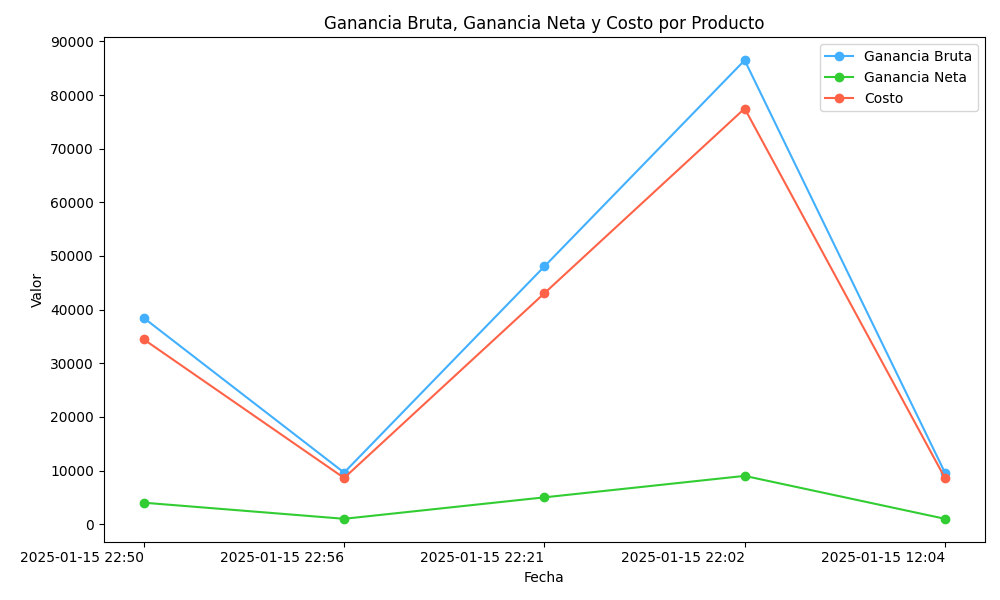 Ganancia Bruta, Ganancia Neta y Costo por Producto
Ganancia Bruta
Ganancia Neta
Costo
90000
80000
70000
60000
50000
40000
30000
20000
10000
0
Valor
2025-01-15 22:50
2025-01-15 22:56
2025-01-15 22:21
2025-01-15 22:02
2025-01-15 12:04
Fecha